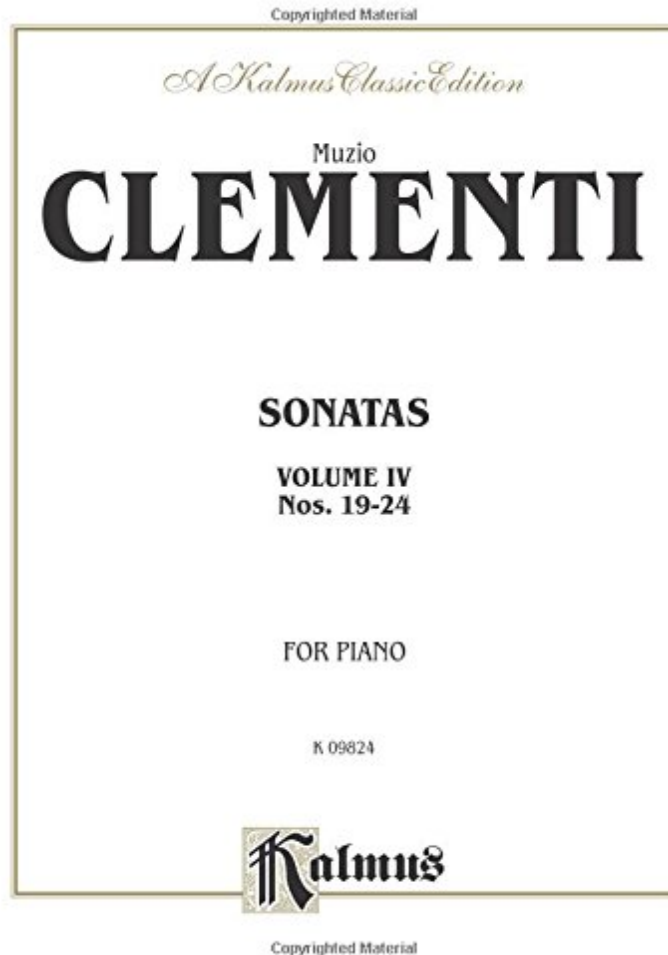 Copyrighted Material
A Kalmus Classic Edition
Muzio
CLEMENTI
SONATAS
VOLUME IV
Nos. 19-24
FOR PIANO
K 09824
Kalmus
Copyrighted Material